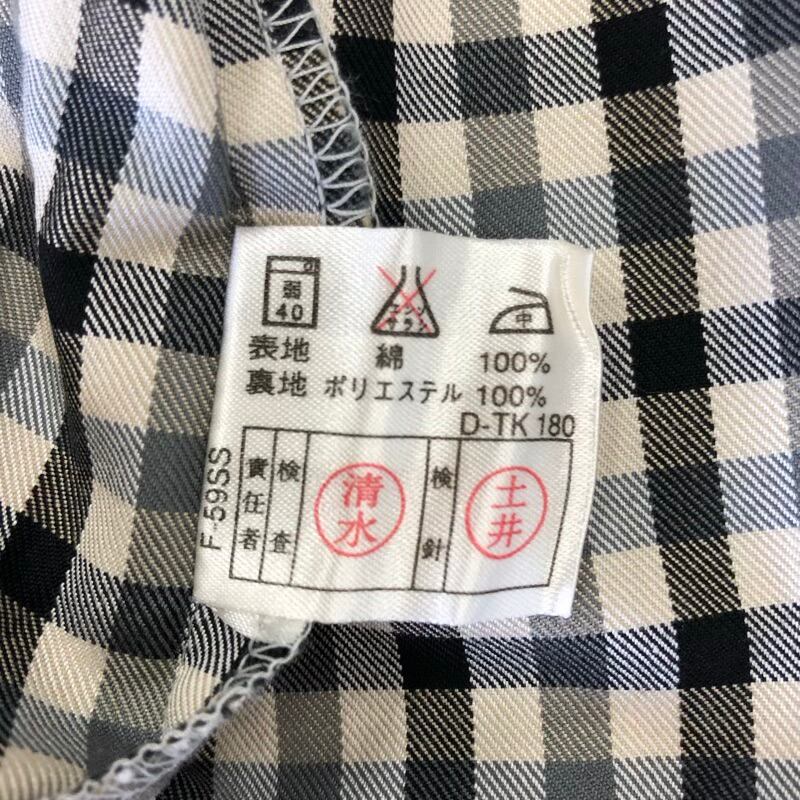 弱
40
エンソ
サラシ
中
表地 綿 100%
裏地 ポリエステル 100%
D-TK 180
F 59SS
責任者
検査
清水
検針
土井